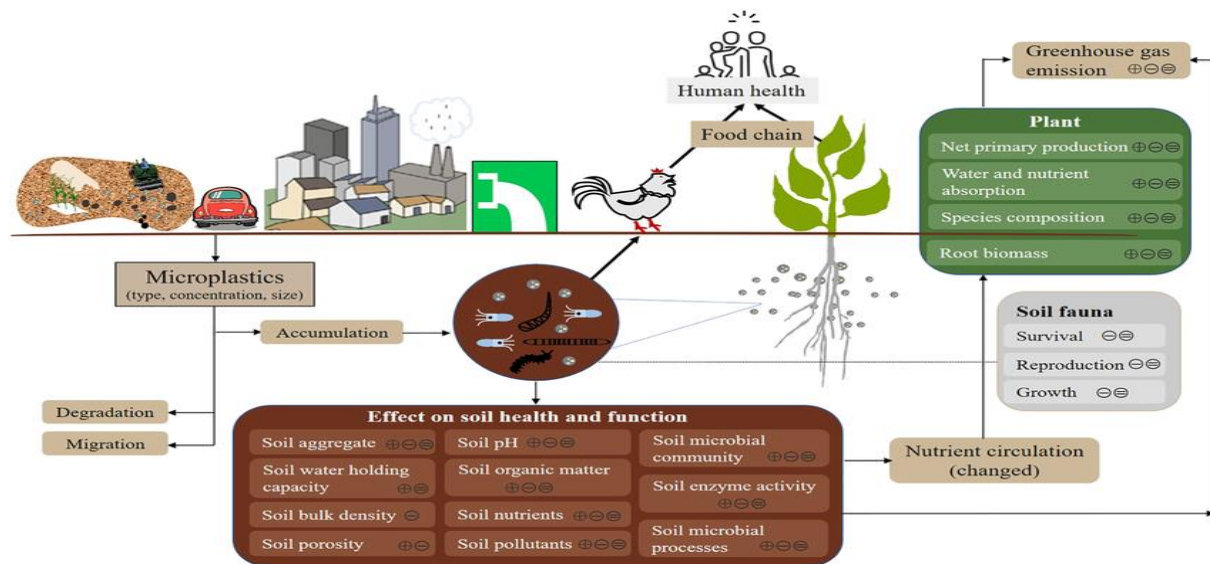 Human health
Food chain
Greenhouse gas
emission ⊕⊖⊜
Plant
Net primary production ⊕⊖⊜
Water and nutrient
absorption ⊕⊖⊜
Species composition ⊕⊖⊜
Root biomass ⊕⊖⊜
Microplastics
(type, concentration, size)
Accumulation
Degradation
Migration
Soil fauna
Survival ⊖⊜
Reproduction ⊖⊜
Growth ⊖⊜
Effect on soil health and function
Soil aggregate ⊕⊖⊜
Soil water holding
capacity ⊕⊜
Soil bulk density ⊖
Soil porosity ⊕⊖
Soil pH ⊕⊖⊜
Soil organic matter
⊕⊖⊜
Soil nutrients ⊕⊖⊜
Soil pollutants ⊕⊖⊜
Soil microbial
community ⊕⊖⊜
Soil enzyme activity
⊕⊖⊜
Soil microbial
processes ⊕⊖⊜
Nutrient circulation
(changed)